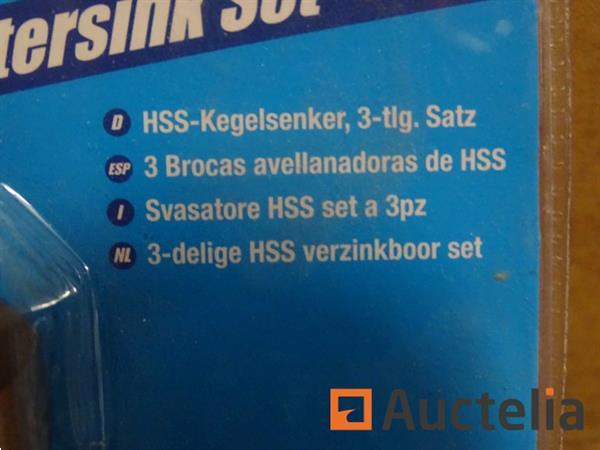 tersink Set
D HSS-Kegelsenker, 3-tlg. Satz
ESP 3 Brocas avellanadoras de HSS
I Svasatore HSS set a 3pz
NL 3-delige HSS verzinkboor set
Auctelia